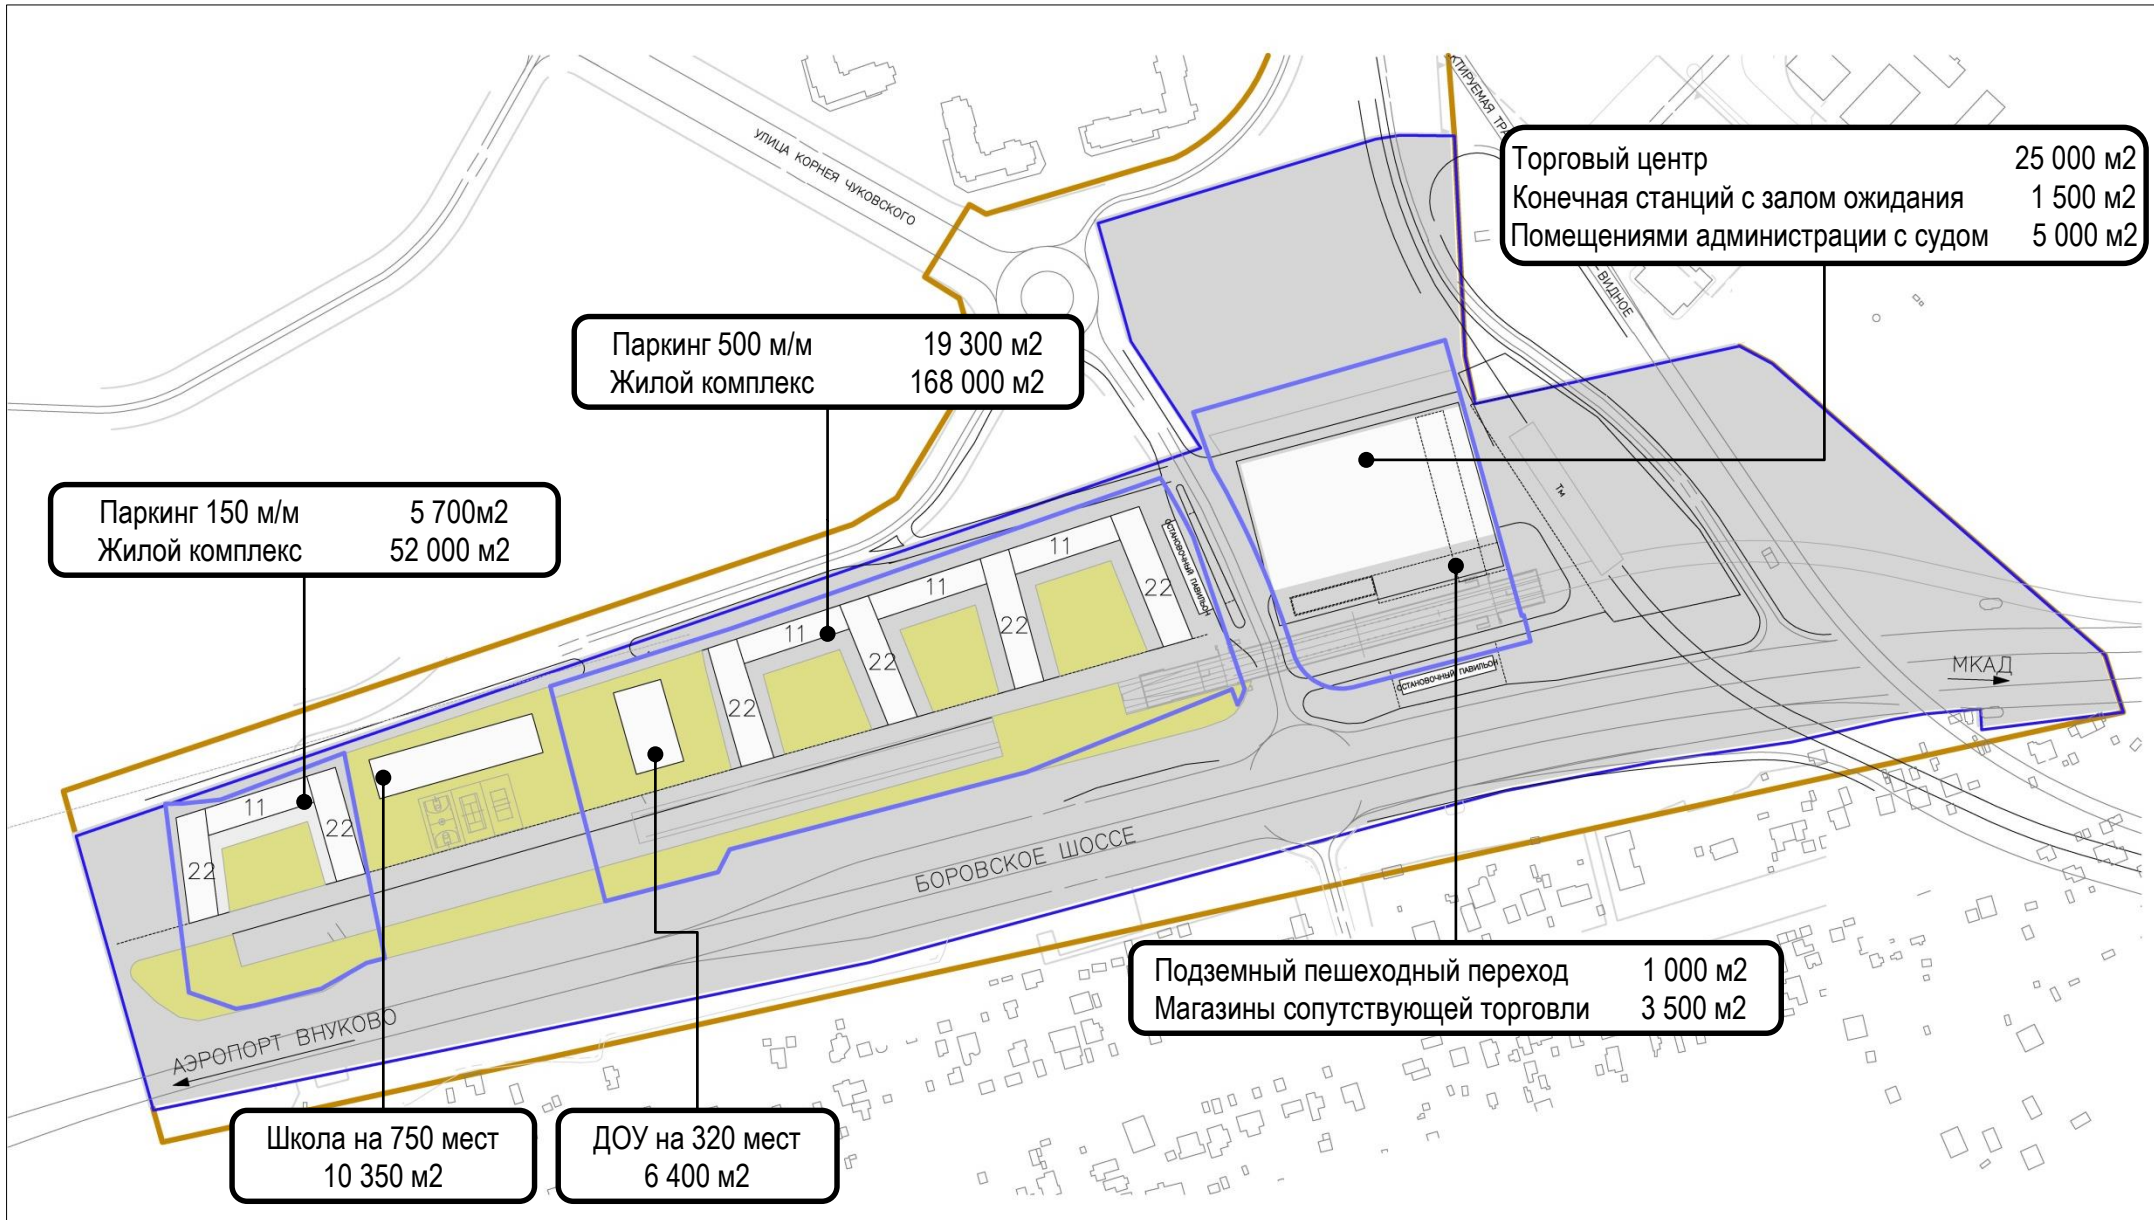 КТИРУЕМАЯ ТРА
УЛИЦА КОРНЕЯ ЧУКОВСКОГО
Торговый центр 25 000 м2
Конечная станций с залом ожидания 1 500 м2
Помещениями администрации с судом 5 000 м2
ВИДНОЕ
Паркинг 500 м/м 19 300 м2
Жилой комплекс 168 000 м2
Паркинг 150 м/м 5 700м2
Жилой комплекс 52 000 м2
Тм
ОСТАНОВОЧНЫЙ ПАВИЛЬОН
11
22
11
22
11
22
22
ОСТАНОВОЧНЫЙ ПАВИЛЬОН
МКАД
11
22
22
БОРОВСКОЕ ШОССЕ
АЭРОПОРТ ВНУКОВО
Подземный пешеходный переход 1 000 м2
Магазины сопутствующей торговли 3 500 м2
Школа на 750 мест
10 350 м2
ДОУ на 320 мест
6 400 м2